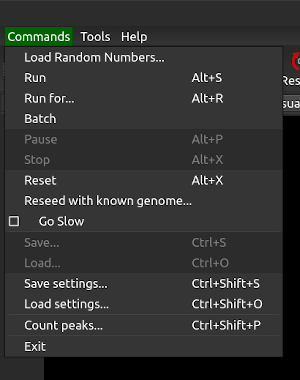 Commands Tools Help
Load Random Numbers...
Run Alt+S
Run for... Alt+R
Batch
Pause Alt+P
Stop Alt+X
Reset Alt+X
Reseed with known genome...
Go Slow
Save... Ctrl+S
Load... Ctrl+O
Save settings... Ctrl+Shift+S
Load settings... Ctrl+Shift+O
Count peaks... Ctrl+Shift+P
Exit